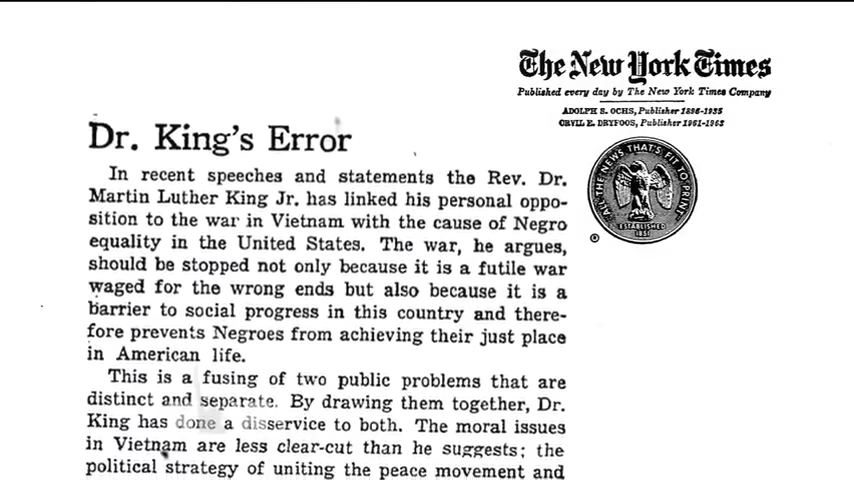 The New York Times
Published every day by The New York Times Company
ADOLPH S. OCHS, Publisher 1896-1935
ORVIL E. DRYFOOS, Publisher 1961-1963
"ALL THE NEWS THAT'S FIT TO PRINT"
ESTABLISHED
1851
Dr. King's Error
In recent speeches and statements the Rev. Dr.
Martin Luther King Jr. has linked his personal oppo-
sition to the war in Vietnam with the cause of Negro
equality in the United States. The war, he argues,
should be stopped not only because it is a futile war
waged for the wrong ends but also because it is a
barrier to social progress in this country and there-
fore prevents Negroes from achieving their just place
in American life.
This is a fusing of two public problems that are
distinct and separate. By drawing them together, Dr.
King has done a disservice to both. The moral issues
in Vietnam are less clear-cut than he suggests; the
political strategy of uniting the peace movement and